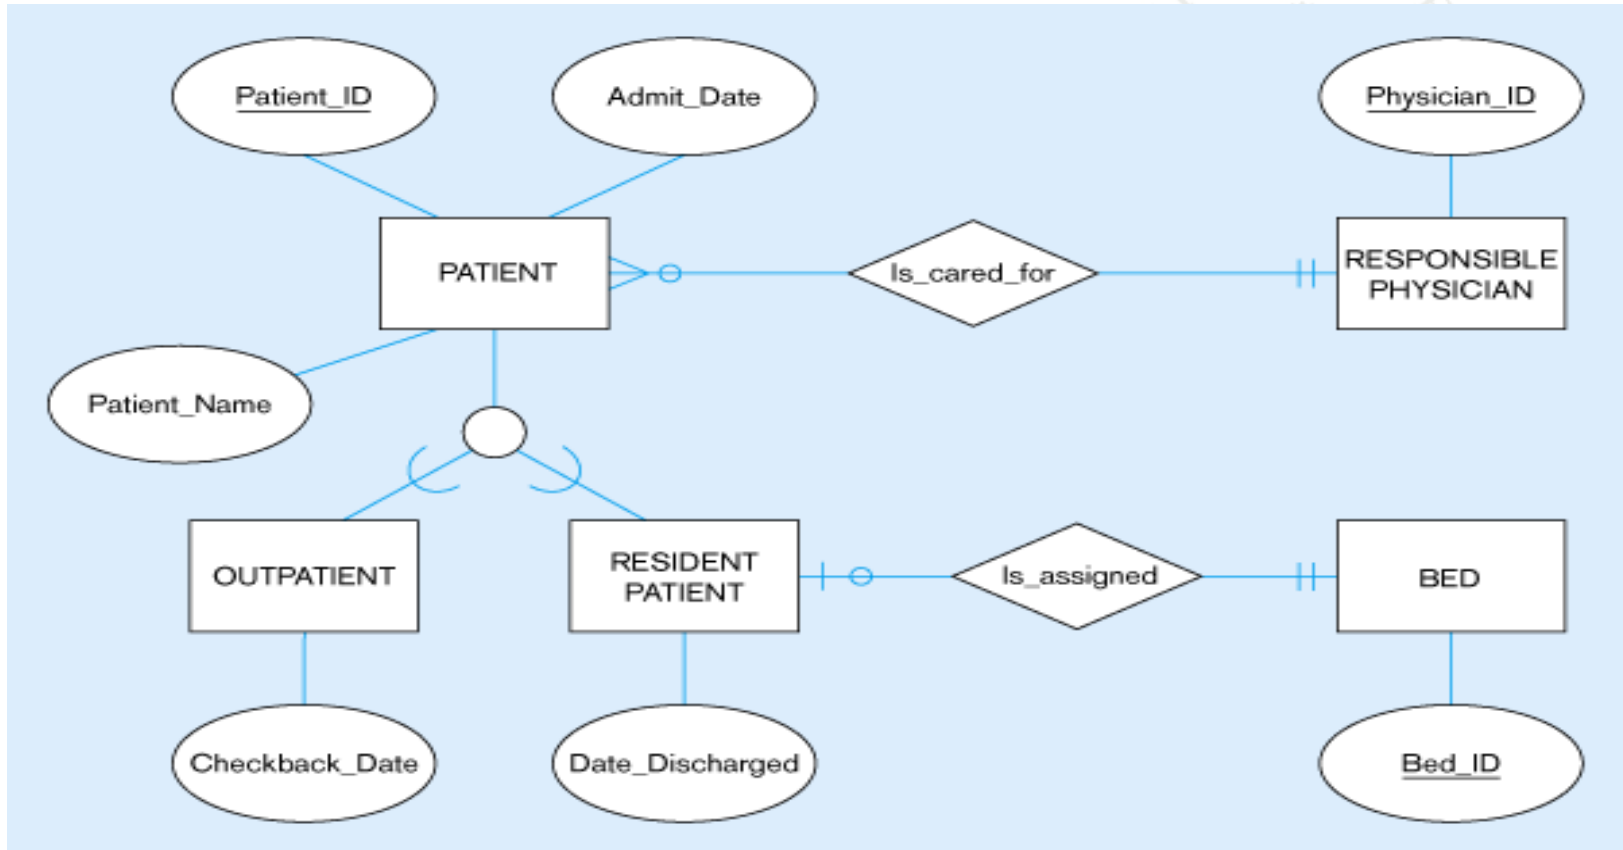 Patient_ID
Admit_Date
Physician_ID
PATIENT
Is_cared_for
RESPONSIBLE
PHYSICIAN
Patient_Name
OUTPATIENT
RESIDENT
PATIENT
Is_assigned
BED
Checkback_Date
Date_Discharged
Bed_ID